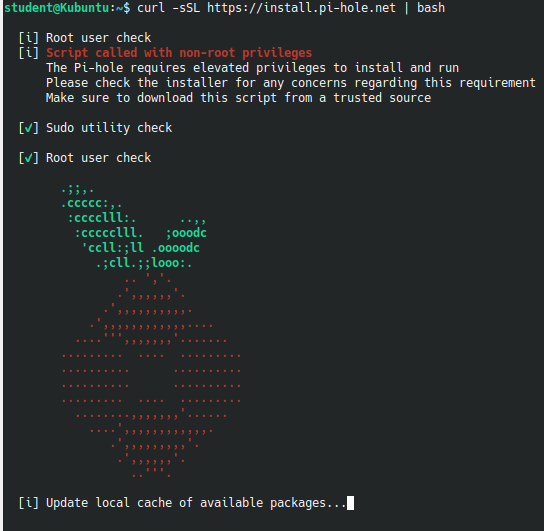 student@Kubuntu:~$ curl -sSL https://install.pi-hole.net | bash
[i] Root user check
[i] Script called with non-root privileges
The Pi-hole requires elevated privileges to install and run
Please check the installer for any concerns regarding this requirement
Make sure to download this script from a trusted source
[✓] Sudo utility check
[✓] Root user check
.;;,.
.ccccc:,.
:cccclll:.      ..,,
:ccccclll.   ;ooodc
'ccll:;ll .oooodc
.;cll.;;looo:.
.. ','.
.',,,,,,'.
.',,,,,,,,,,.
.',,,,,,,,,,,,....
....''',,,,,,,'.......
.........  ....  .........
..........      ..........
..........      ..........
.........  ....  .........
........,,,,,,,'......
....',,,,,,,,,,,,.
.',,,,,,,,,'.
.',,,,,,'.
..'''.
[i] Update local cache of available packages...